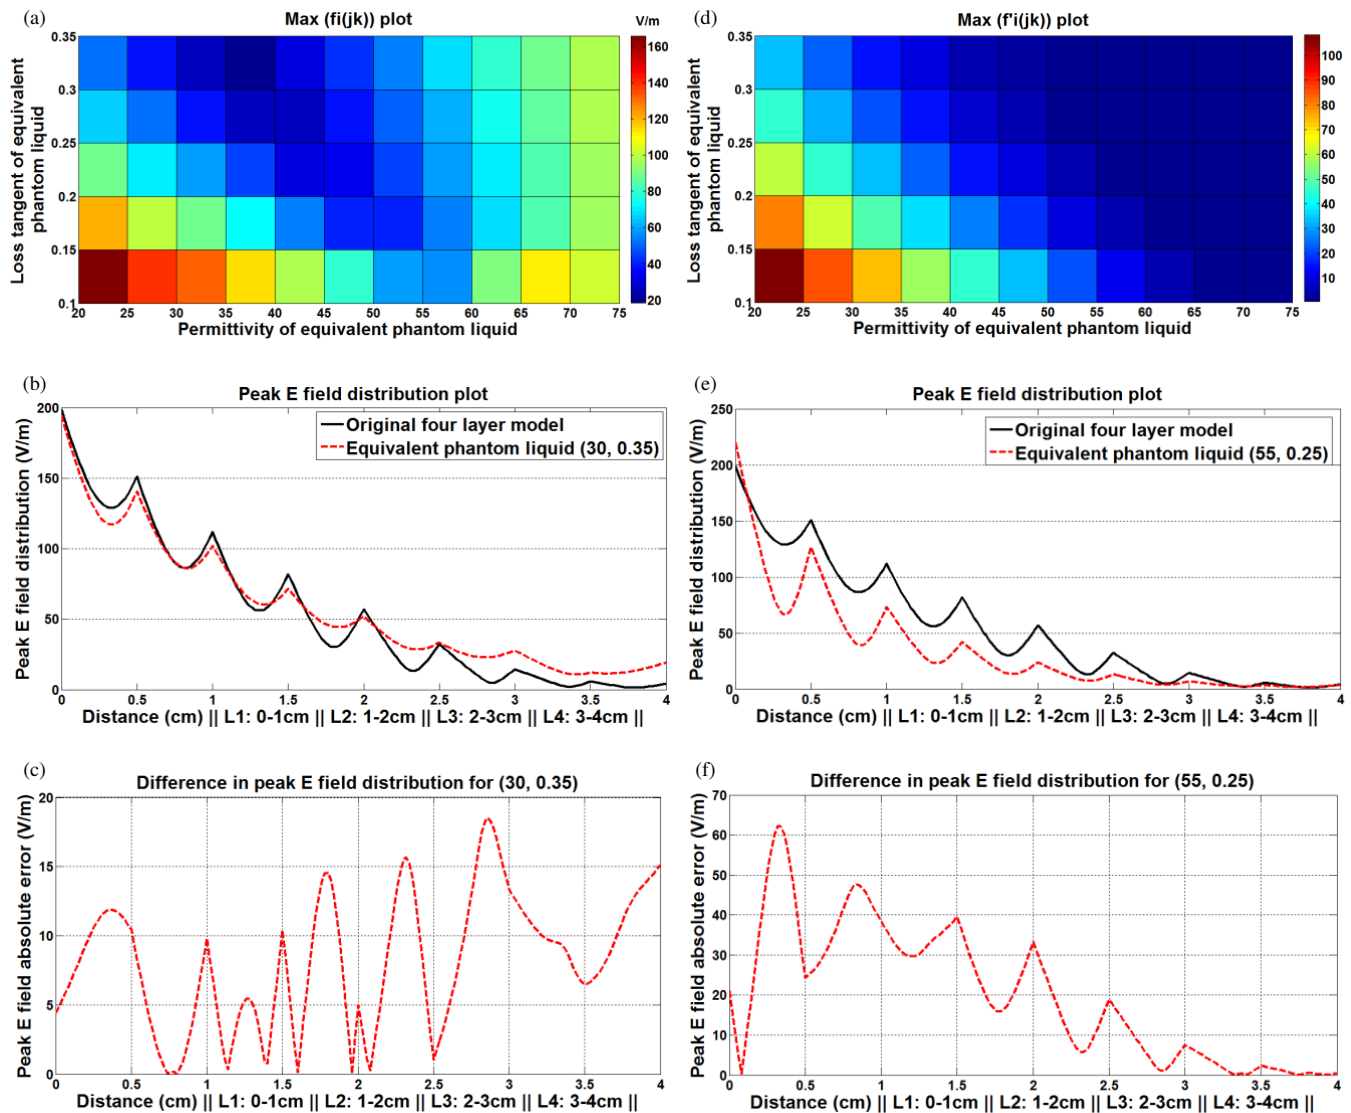 (a)
Max (fi(jk)) plot
V/m
Loss tangent of equivalent
phantom liquid
0.35
0.3
0.25
0.2
0.15
0.1
20 25 30 35 40 45 50 55 60 65 70 75
Permittivity of equivalent phantom liquid
160
140
120
100
80
60
40
20
(d)
Max (f'i(jk)) plot
Loss tangent of equivalent
phantom liquid
0.35
0.3
0.25
0.2
0.15
0.1
20 25 30 35 40 45 50 55 60 65 70 75
Permittivity of equivalent phantom liquid
100
90
80
70
60
50
40
30
20
10
(b)
Peak E field distribution plot
Peak E field distribution (V/m)
200
150
100
50
0
Original four layer model
Equivalent phantom liquid (30, 0.35)
0 0.5 1 1.5 2 2.5 3 3.5 4
Distance (cm) || L1: 0-1cm || L2: 1-2cm || L3: 2-3cm || L4: 3-4cm ||
(e)
Peak E field distribution plot
Peak E field distribution (V/m)
250
200
150
100
50
0
Original four layer model
Equivalent phantom liquid (55, 0.25)
0 0.5 1 1.5 2 2.5 3 3.5 4
Distance (cm) || L1: 0-1cm || L2: 1-2cm || L3: 2-3cm || L4: 3-4cm ||
(c)
Difference in peak E field distribution for (30, 0.35)
Peak E field absolute error (V/m)
20
15
10
5
0
0 0.5 1 1.5 2 2.5 3 3.5 4
Distance (cm) || L1: 0-1cm || L2: 1-2cm || L3: 2-3cm || L4: 3-4cm ||
(f)
Difference in peak E field distribution for (55, 0.25)
Peak E field absolute error (V/m)
70
60
50
40
30
20
10
0
0 0.5 1 1.5 2 2.5 3 3.5 4
Distance (cm) || L1: 0-1cm || L2: 1-2cm || L3: 2-3cm || L4: 3-4cm ||